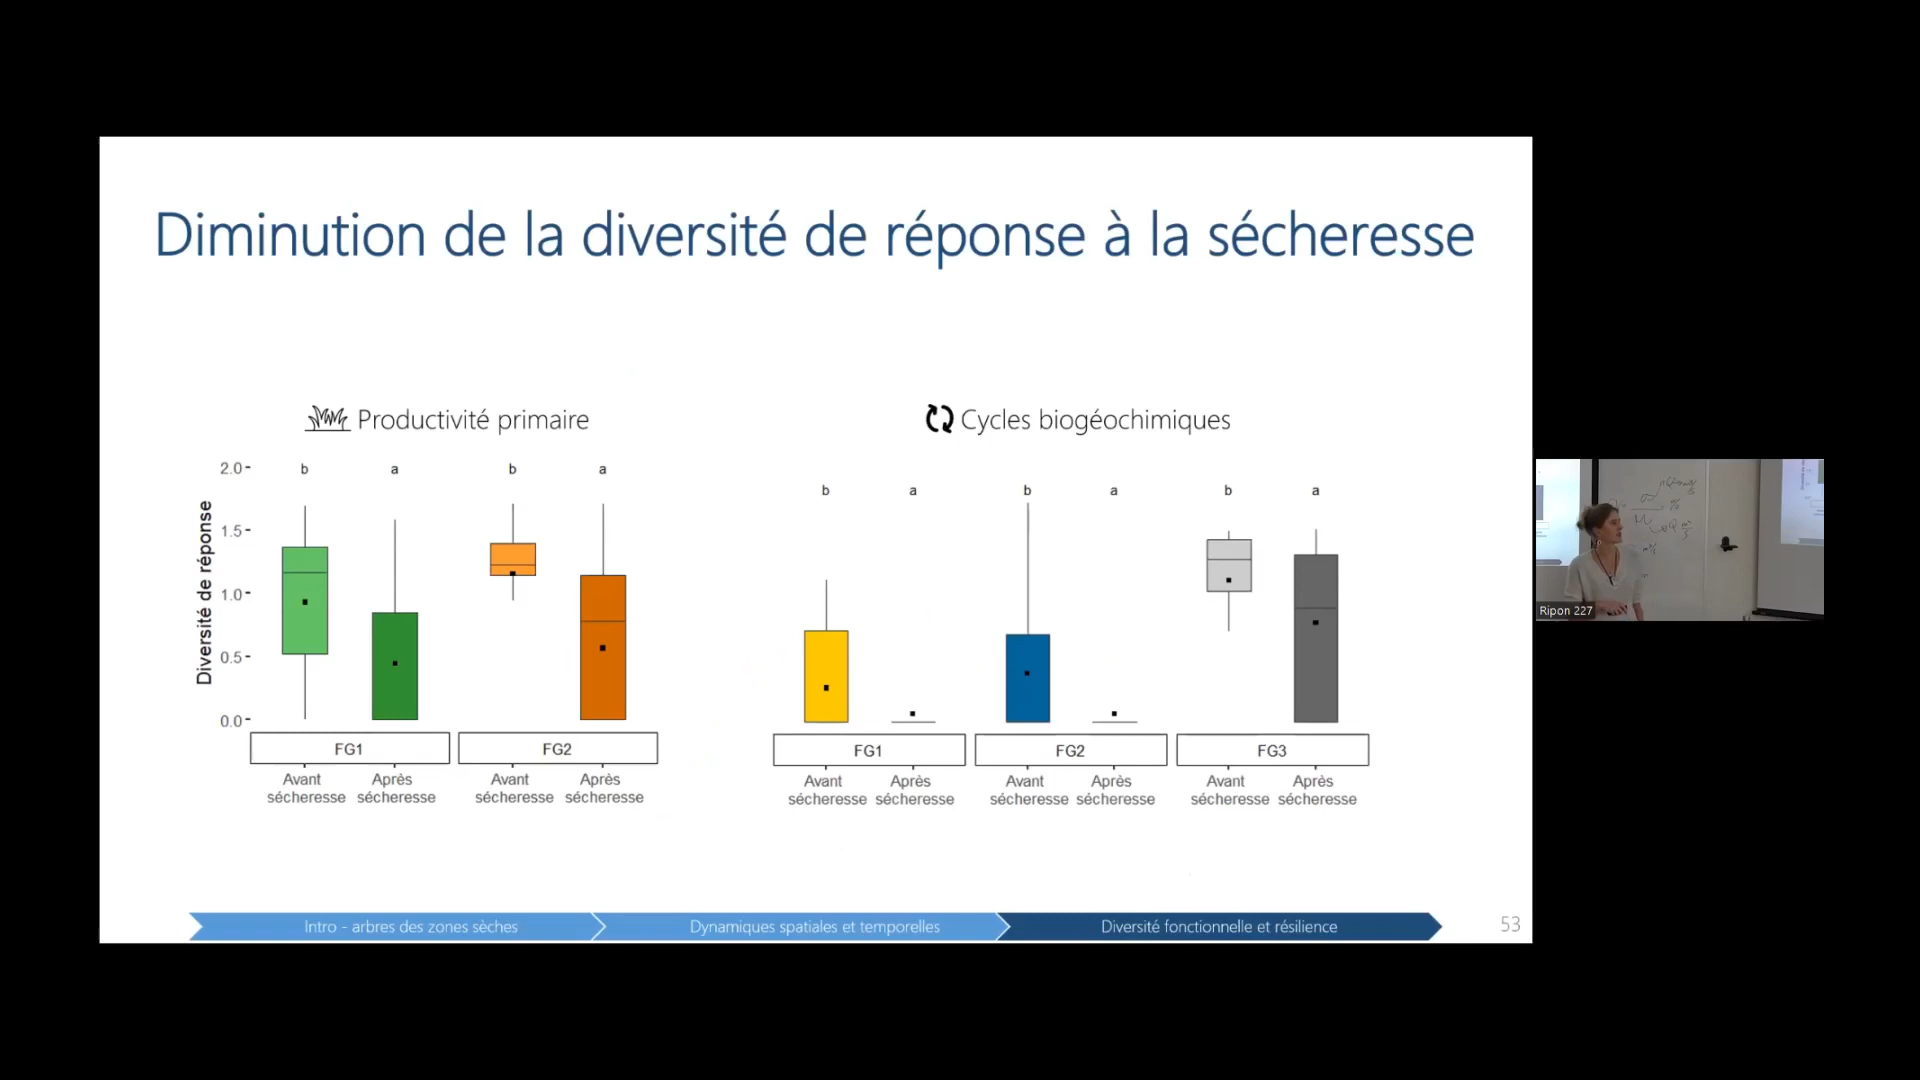 Diminution de la diversité de réponse à la sécheresse
Productivité primaire
Cycles biogéochimiques
Diversité de réponse
2.0
1.5
1.0
0.5
0.0
b a b a
b a b a b a
FG1 FG2
FG1 FG2 FG3
Avant sécheresse
Après sécheresse
Avant sécheresse
Après sécheresse
Avant sécheresse
Après sécheresse
Avant sécheresse
Après sécheresse
Avant sécheresse
Après sécheresse
Intro - arbres des zones sèches
Dynamiques spatiales et temporelles
Diversité fonctionnelle et résilience
53
Ripon 227